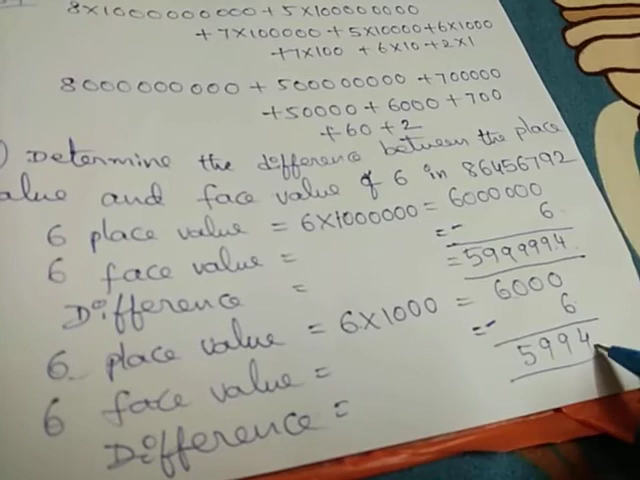 8×1000000000+5×100000000
+7×100000+5×10000+6×1000
+7×100+6×10+2×1
8000000000+500000000+700000
+50000+6000+700
+60+2
) Determine the difference between the place
alue and face value of 6 in 86456792
6 place value = 6×1000000 = 6000000
6 face value = = - 6
Difference = = 5999994
6 place value = 6×1000 = 6000
6 face value = = - 6
Difference = 5994